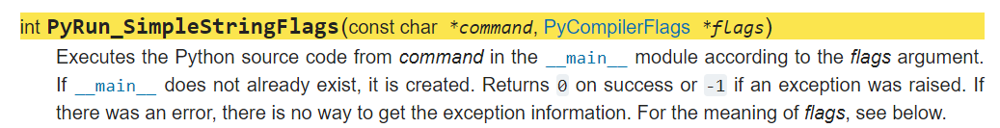 int PyRun_SimpleStringFlags(const char *command, PyCompilerFlags *flags)
Executes the Python source code from command in the __main__ module according to the flags argument.
If __main__ does not already exist, it is created. Returns 0 on success or -1 if an exception was raised. If
there was an error, there is no way to get the exception information. For the meaning of flags, see below.